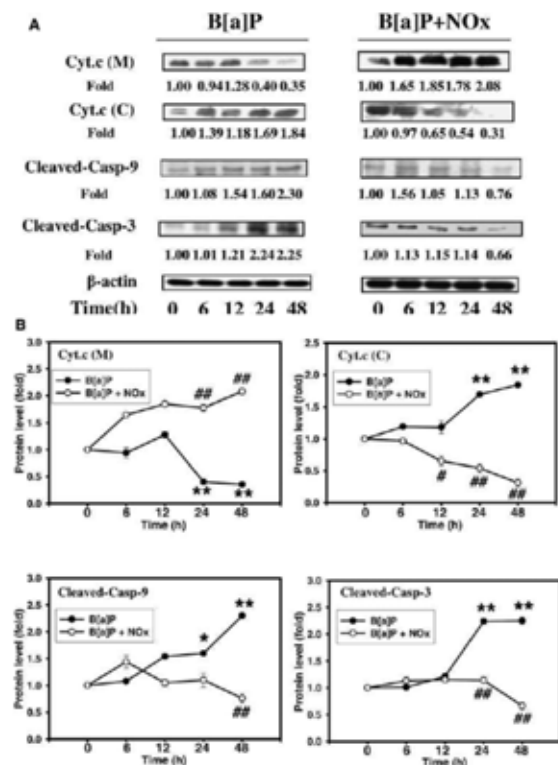 A
B[a]P B[a]P+NOx
Cyt.c (M)
Fold 1.00 0.94 1.28 0.40 0.35 1.00 1.65 1.85 1.78 2.08
Cyt.c (C)
Fold 1.00 1.39 1.18 1.69 1.84 1.00 0.97 0.65 0.54 0.31
Cleaved-Casp-9
Fold 1.00 1.08 1.54 1.60 2.30 1.00 1.56 1.05 1.13 0.76
Cleaved-Casp-3
Fold 1.00 1.01 1.21 2.24 2.25 1.00 1.13 1.15 1.14 0.66
β-actin
Time(h) 0 6 12 24 48 0 6 12 24 48
B
Cyt.c (M)
B[a]P
B[a]P + NOx
## ##
** **
Protein level (fold)
2.0
1.5
1.0
0.5
0.0
0 6 12 24 48
Time (h)
Cyt.c (C)
B[a]P
B[a]P + NOx
** **
# ## ##
Protein level (fold)
2.5
2.0
1.5
1.0
0.5
0.0
0 6 12 24 48
Time (h)
Cleaved-Casp-9
B[a]P
B[a]P + NOx
* **
##
Protein level (fold)
3.0
2.5
2.0
1.5
1.0
0.5
0.0
0 6 12 24 48
Time (h)
Cleaved-Casp-3
B[a]P
B[a]P + NOx
** **
## ##
Protein level (fold)
3.0
2.5
2.0
1.5
1.0
0.5
0.0
0 6 12 24 48
Time (h)